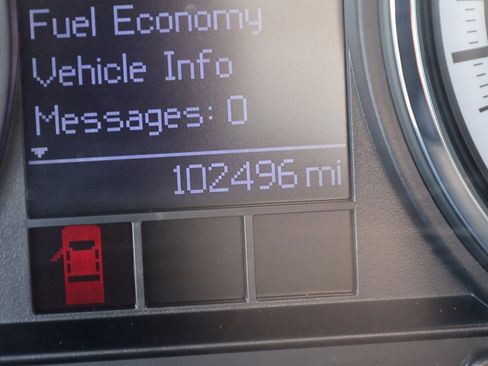 Fuel Economy
Vehicle Info
Messages: 0
102496 mi